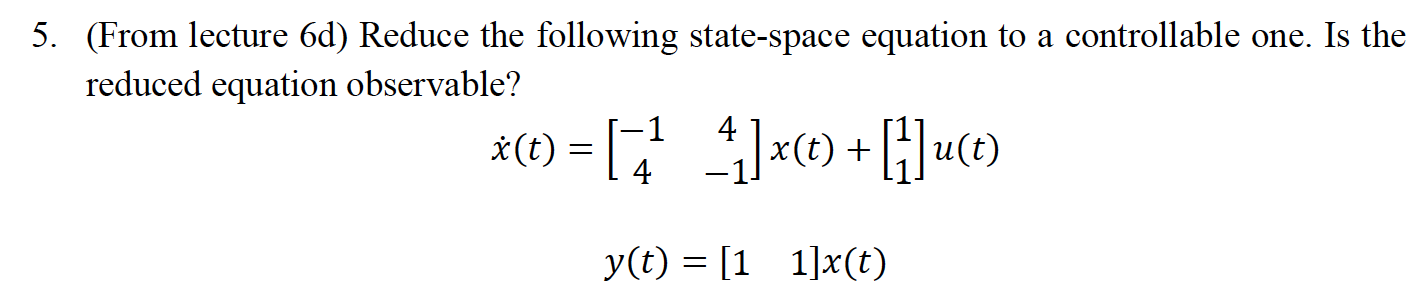 5. (From lecture 6d) Reduce the following state-space equation to a controllable one. Is the
reduced equation observable?
ẋ(t) = [−1 4; 4 −1] x(t) + [1; 1] u(t)
y(t) = [1 1]x(t)